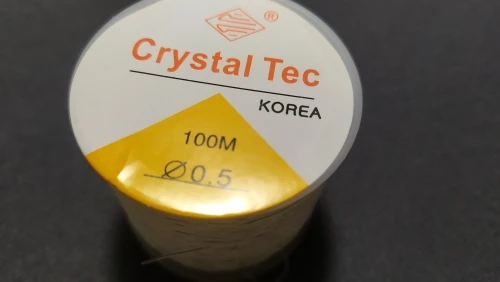 ®
Crystal Tec
KOREA
100M
Ø0,5